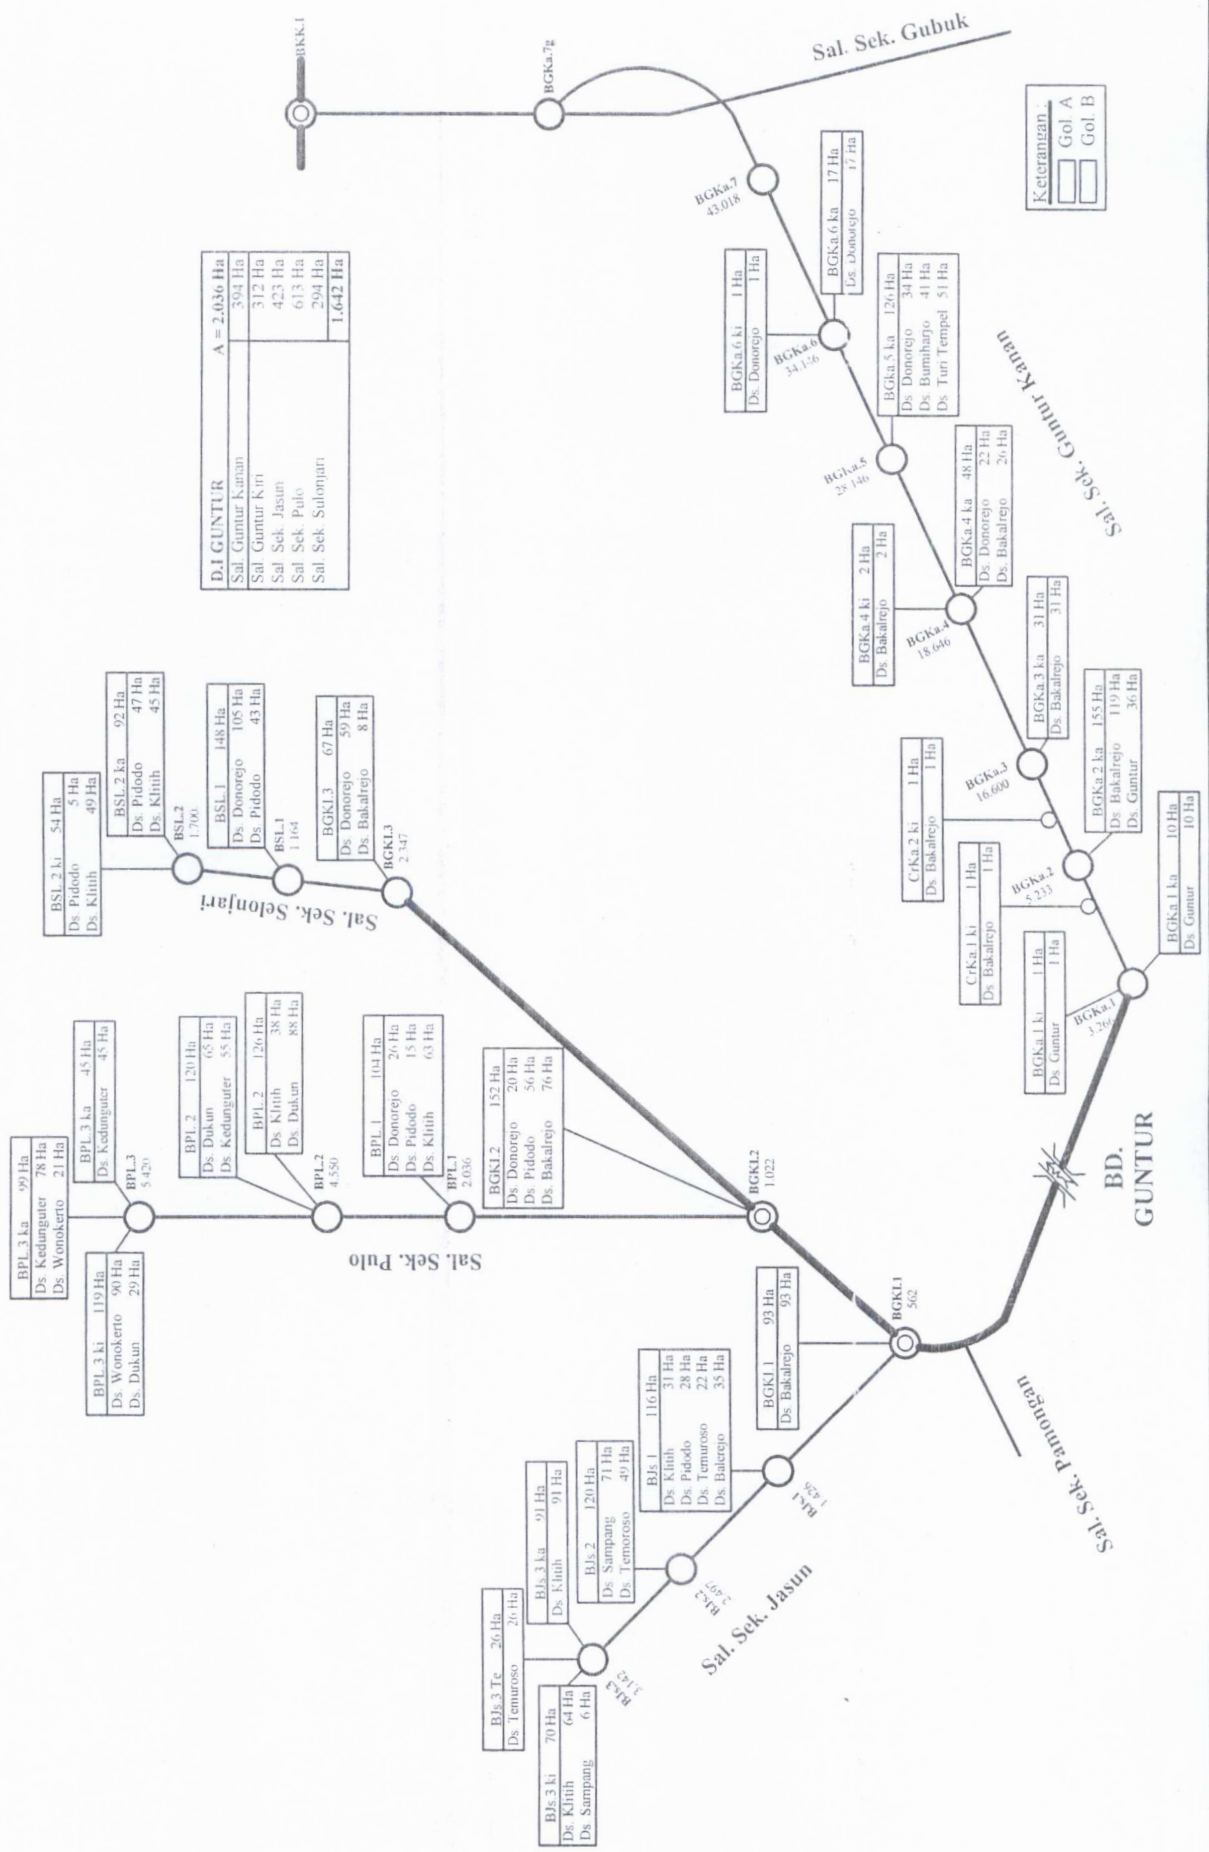 BPL.3 ka 99 Ha
Ds. Kedunguter 78 Ha
Ds. Wonokerto 21 Ha
BPL.3 ka 45 Ha
Ds. Kedunguter 45 Ha
BPL.3 ki 119 Ha
Ds. Wonokerto 90 Ha
Ds. Dukun 29 Ha
BPL.3
5.420
BPL.2 120 Ha
Ds. Dukun 65 Ha
Ds. Kedunguter 55 Ha
BPL.2 126 Ha
Ds. Klitih 38 Ha
Ds. Dukun 88 Ha
BPL.2
4.550
BPL.1 104 Ha
Ds. Donorejo 26 Ha
Ds. Pidodo 15 Ha
Ds. Klitih 63 Ha
BPL.1
2.036
Sal. Sek. Pulo
BSL.2 ki 54 Ha
Ds. Pidodo 5 Ha
Ds. Klitih 49 Ha
BSL.2 ka 92 Ha
Ds. Pidodo 47 Ha
Ds. Klitih 45 Ha
BSL.2
1.700
BSL.1 148 Ha
Ds. Donorejo 105 Ha
Ds. Pidodo 43 Ha
BSL.1
1.164
Sal. Sek. Selonjari
BGKI.3 67 Ha
Ds. Donorejo 59 Ha
Ds. Bakalrejo 8 Ha
BGKI.3
2.347
D.I GUNTUR A = 2.036 Ha
Sal. Guntur Kanan 394 Ha
Sal. Guntur Kiri 312 Ha
Sal. Sek. Jasun 423 Ha
Sal. Sek. Pulo 613 Ha
Sal. Sek. Sulonjari 294 Ha
1.642 Ha
BKK.1
BGKa.7g
Sal. Sek. Gubuk
BGKI.2 152 Ha
Ds. Donorejo 20 Ha
Ds. Pidodo 56 Ha
Ds. Bakalrejo 76 Ha
BGKI.2
1.022
BJs.3 Te 26 Ha
Ds Temuroso 26 Ha
BJs.3 ka 91 Ha
Ds. Klitih 91 Ha
BJs.3 ki 70 Ha
Ds. Klitih 64 Ha
Ds. Sampang 6 Ha
BJs.3
3.142
BJs.2 120 Ha
Ds. Sampang 71 Ha
Ds. Temoroso 49 Ha
BJs.2
2.497
BJs 1 116 Ha
Ds. Klitih 31 Ha
Ds. Pidodo 28 Ha
Ds. Temuroso 22 Ha
Ds. Balerejo 35 Ha
BJs.1
1.426
Sal. Sek. Jasun
BGKI.1 93 Ha
Ds. Bakalrejo 93 Ha
BGKI.1
562
Sal. Sek. Pamongan
BD.
GUNTUR
BGKa.1 ki 1 Ha
Ds. Guntur 1 Ha
BGKa.1
BGKa.1 ka 10 Ha
Ds. Guntur 10 Ha
CrKa.1 ki 1 Ha
Ds. Bakalrejo 1 Ha
BGKa.2
5.233
BGKa.2 ka 155 Ha
Ds. Bakalrejo 119 Ha
Ds. Guntur 36 Ha
CrKa.2 ki 1 Ha
Ds. Bakalrejo 1 Ha
BGKa.3
16.600
BGKa.3 ka 31 Ha
Ds. Bakalrejo 31 Ha
BGKa.4 ki 2 Ha
Ds. Bakalrejo 2 Ha
BGKa.4
18.646
BGKa.4 ka 48 Ha
Ds. Donorejo 22 Ha
Ds. Bakalrejo 26 Ha
BGKa.5
28.146
BGKa.5 ka 126 Ha
Ds. Donorejo 34 Ha
Ds. Bumiharjo 41 Ha
Ds. Turi Tempel 51 Ha
BGKa.6 ki 1 Ha
Ds. Donorejo 1 Ha
BGKa.6
BGKa.6 ka 17 Ha
Ds. Donorejo 17 Ha
BGKa.7
43.018
Sal. Sek. Guntur Kanan
Keterangan :
Gol. A
Gol. B